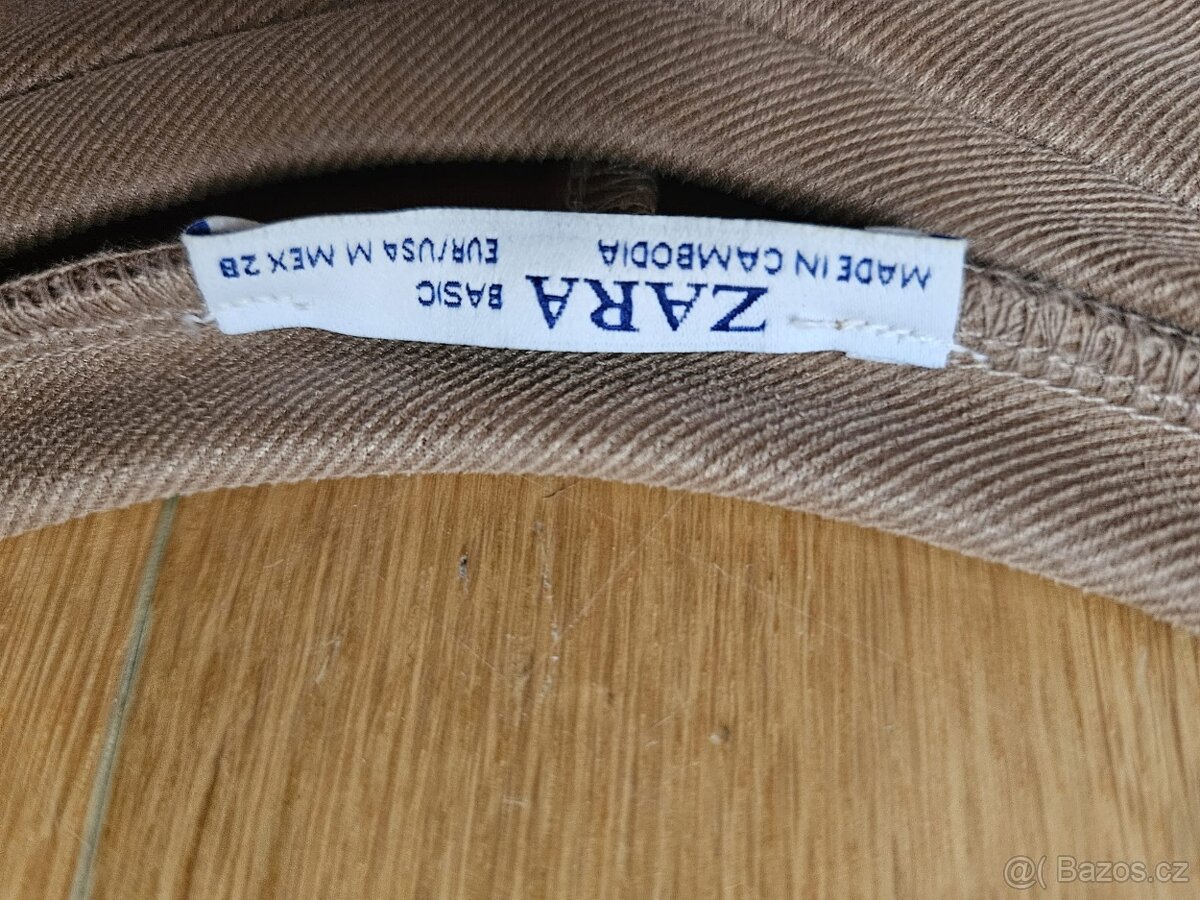 ZARA BASIC
MADE IN CAMBODIA EUR/USA M MEX 28
@( Bazos.cz